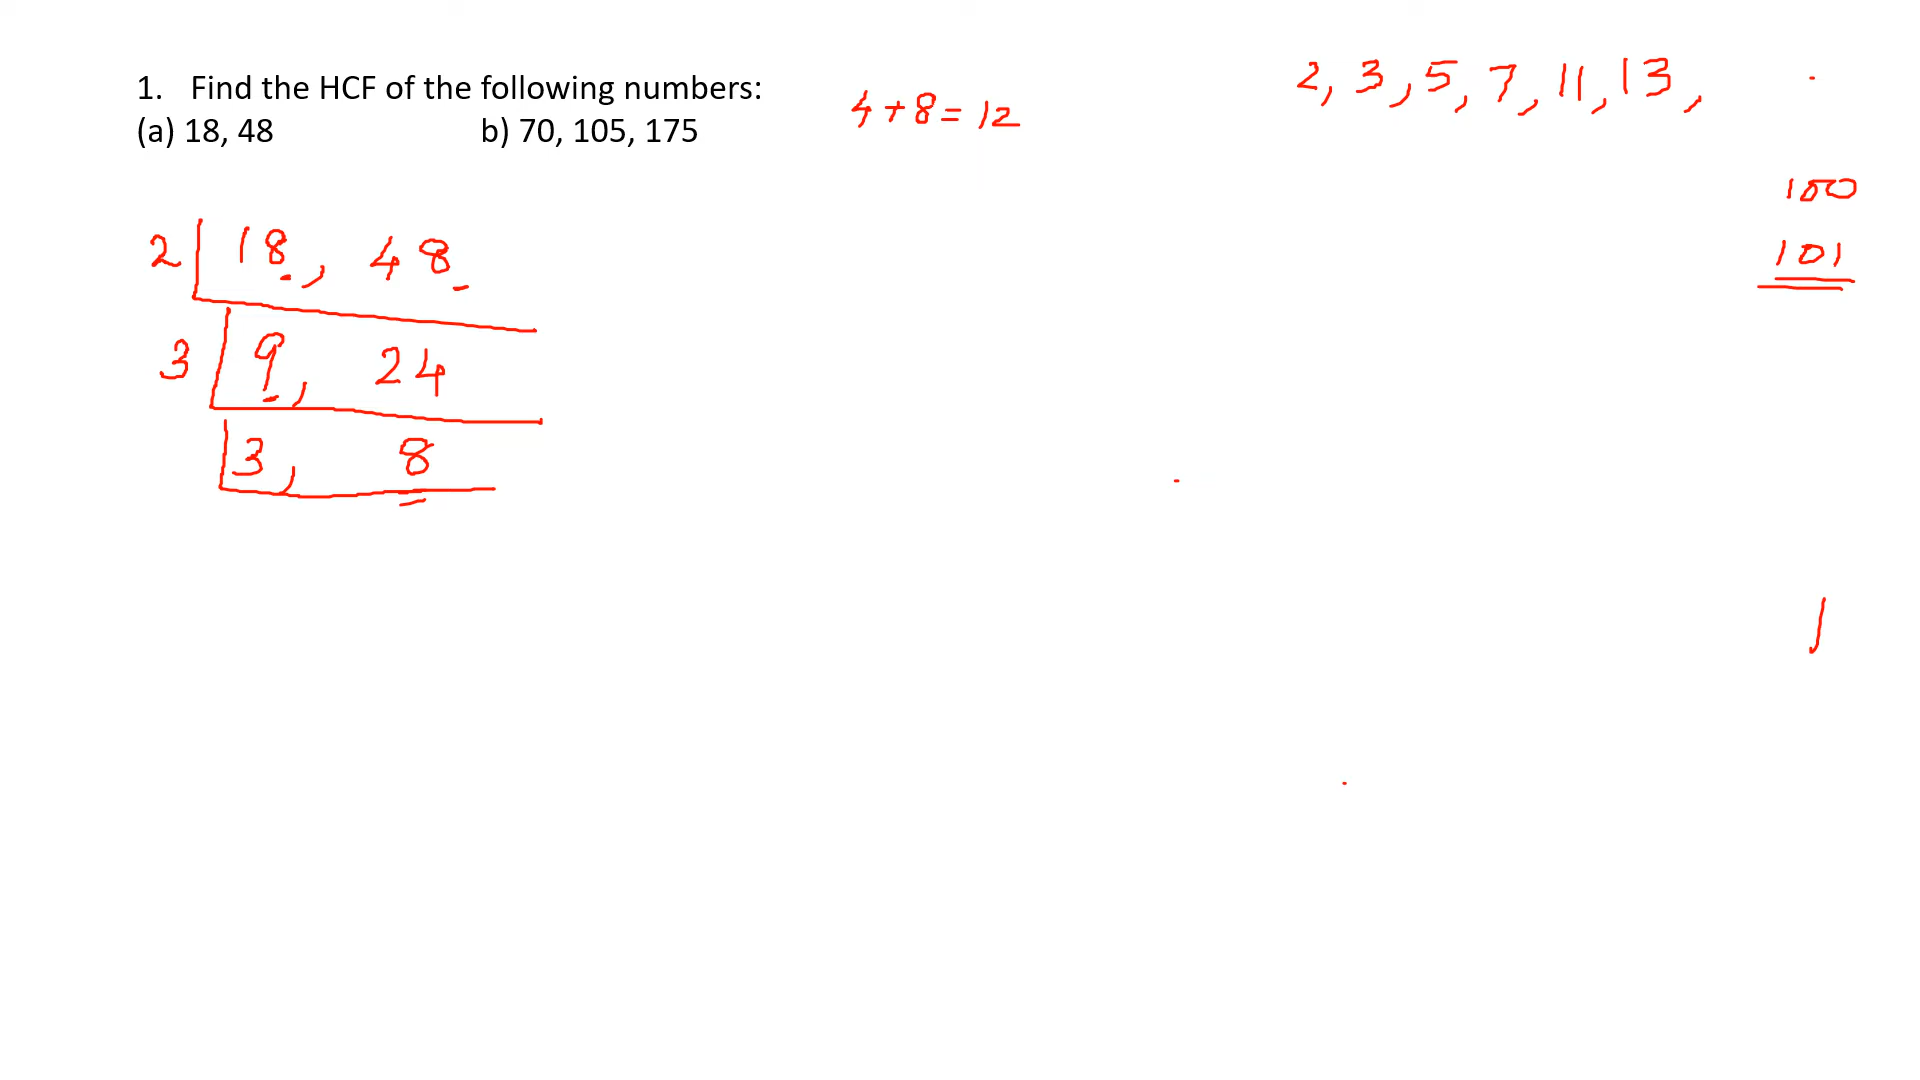 1. Find the HCF of the following numbers:
(a) 18, 48 b) 70, 105, 175
4 + 8 = 12
2, 3, 5, 7, 11, 13,
100
101
2 18, 48
3 9, 24
3, 8